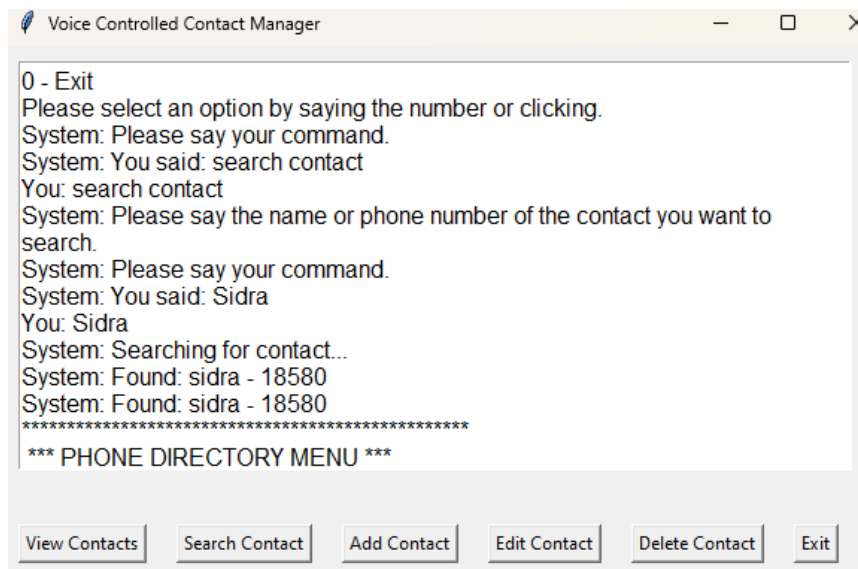 Voice Controlled Contact Manager
0 - Exit
Please select an option by saying the number or clicking.
System: Please say your command.
System: You said: search contact
You: search contact
System: Please say the name or phone number of the contact you want to
search.
System: Please say your command.
System: You said: Sidra
You: Sidra
System: Searching for contact...
System: Found: sidra - 18580
System: Found: sidra - 18580
**************************************************
*** PHONE DIRECTORY MENU ***
View Contacts Search Contact Add Contact Edit Contact Delete Contact Exit